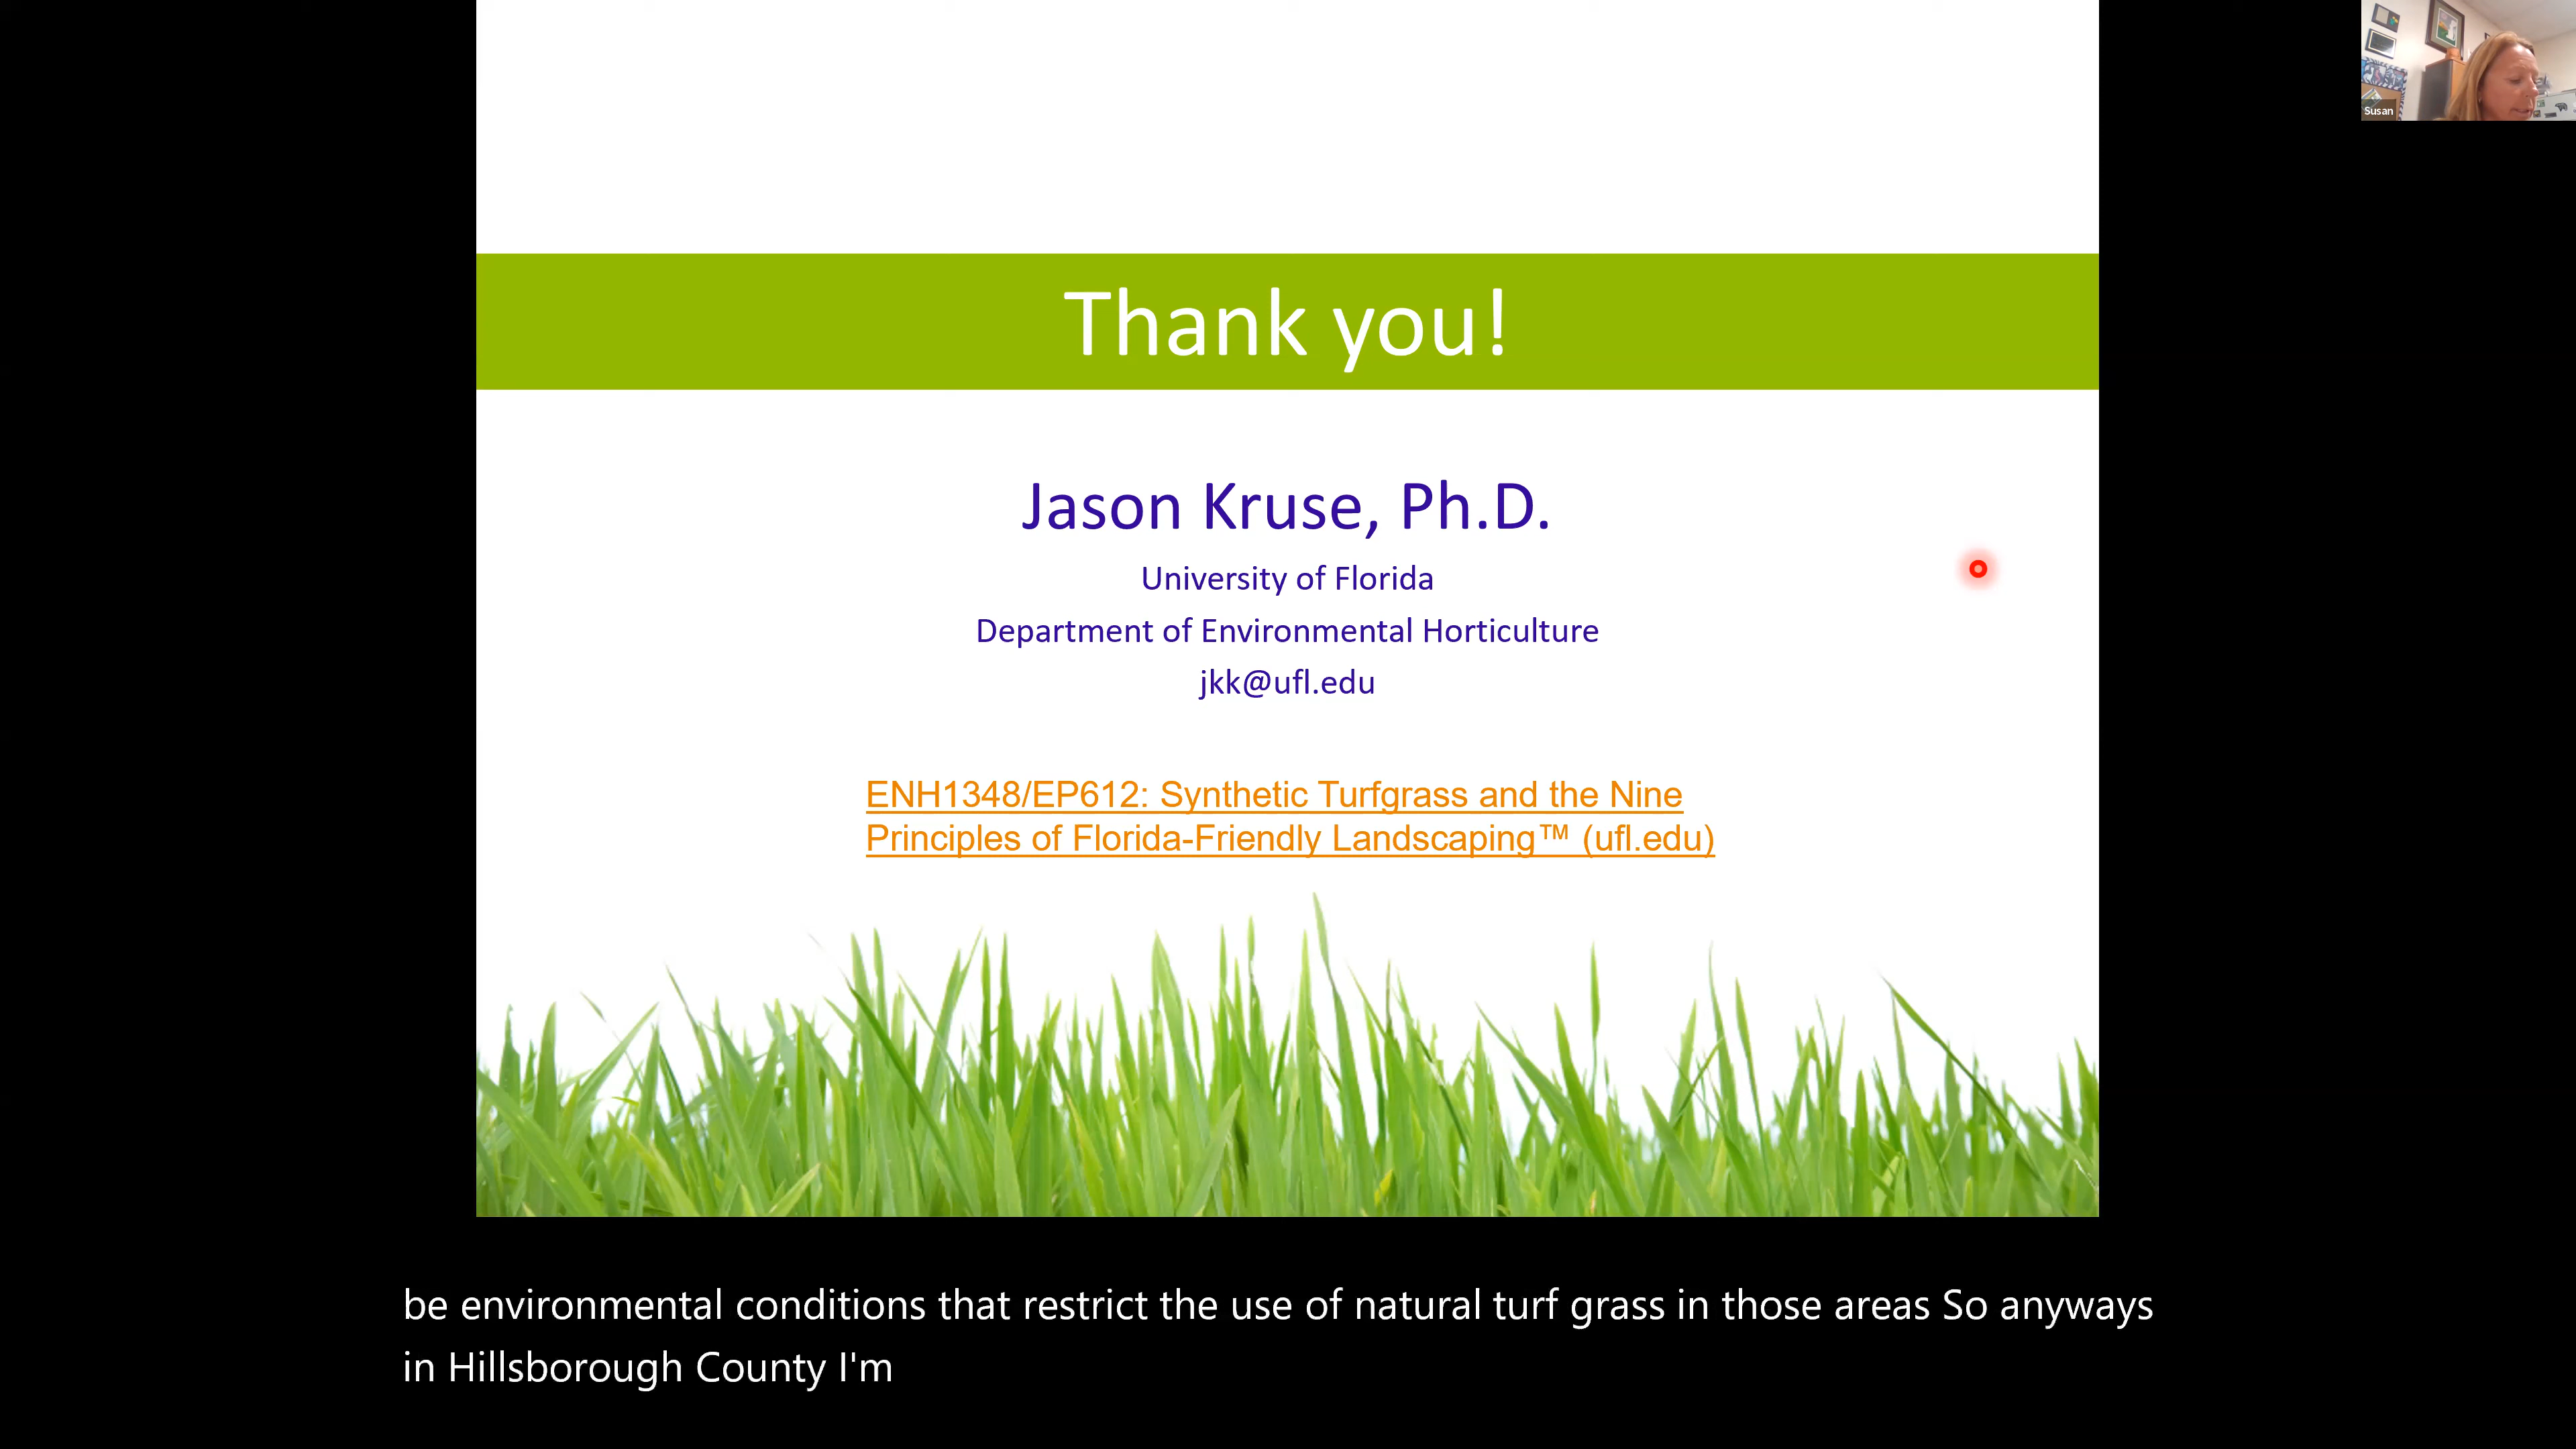 Susan
Thank you!
Jason Kruse, Ph.D.
University of Florida
Department of Environmental Horticulture
jkk@ufl.edu
ENH1348/EP612: Synthetic Turfgrass and the Nine
Principles of Florida-Friendly Landscaping™ (ufl.edu)
be environmental conditions that restrict the use of natural turf grass in those areas So anyways
in Hillsborough County I'm